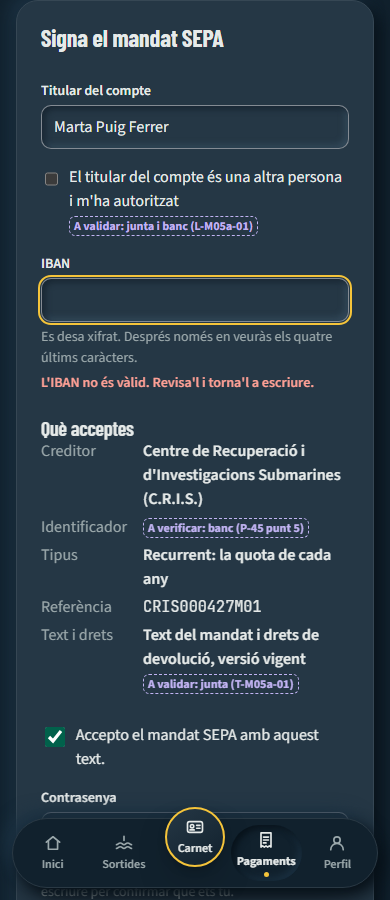 Signa el mandat SEPA
Titular del compte
Marta Puig Ferrer
El titular del compte és una altra persona
i m'ha autoritzat
A validar: junta i banc (L-M05a-01)
IBAN
Es desa xifrat. Després només en veuràs els quatre
últims caràcters.
L'IBAN no és vàlid. Revisa'l i torna'l a escriure.
Què acceptes
Creditor
Centre de Recuperació i
d'Investigacions Submarines
(C.R.I.S.)
Identificador
A verificar: banc (P-45 punt 5)
Tipus
Recurrent: la quota de cada
any
Referència
CRIS000427M01
Text i drets
Text del mandat i drets de
devolució, versió vigent
A validar: junta (T-M05a-01)
Accepto el mandat SEPA amb aquest
text.
Contrasenya
Inici
Sortides
Carnet
Pagaments
Perfil
escriure per confirmar que ets tu.